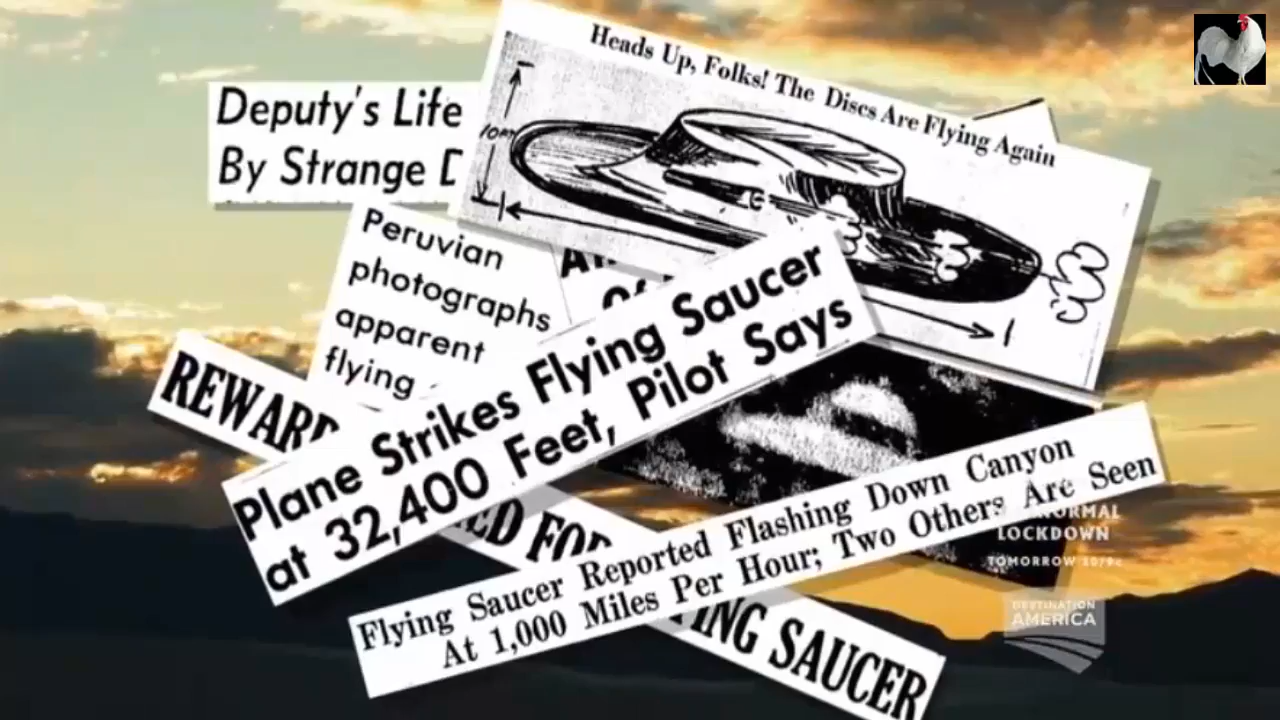 Heads Up, Folks! The Discs Are Flying Again
Deputy's Life
By Strange
Peruvian
photographs
apparent
flying
Plane Strikes Flying Saucer
at 32,400 Feet, Pilot Says
REWARD
FOR
SAUCER
Flying Saucer Reported Flashing Down Canyon
At 1,000 Miles Per Hour; Two Others Are Seen
LOCKDOWN
TOMORROW
DESTINATION
AMERICA